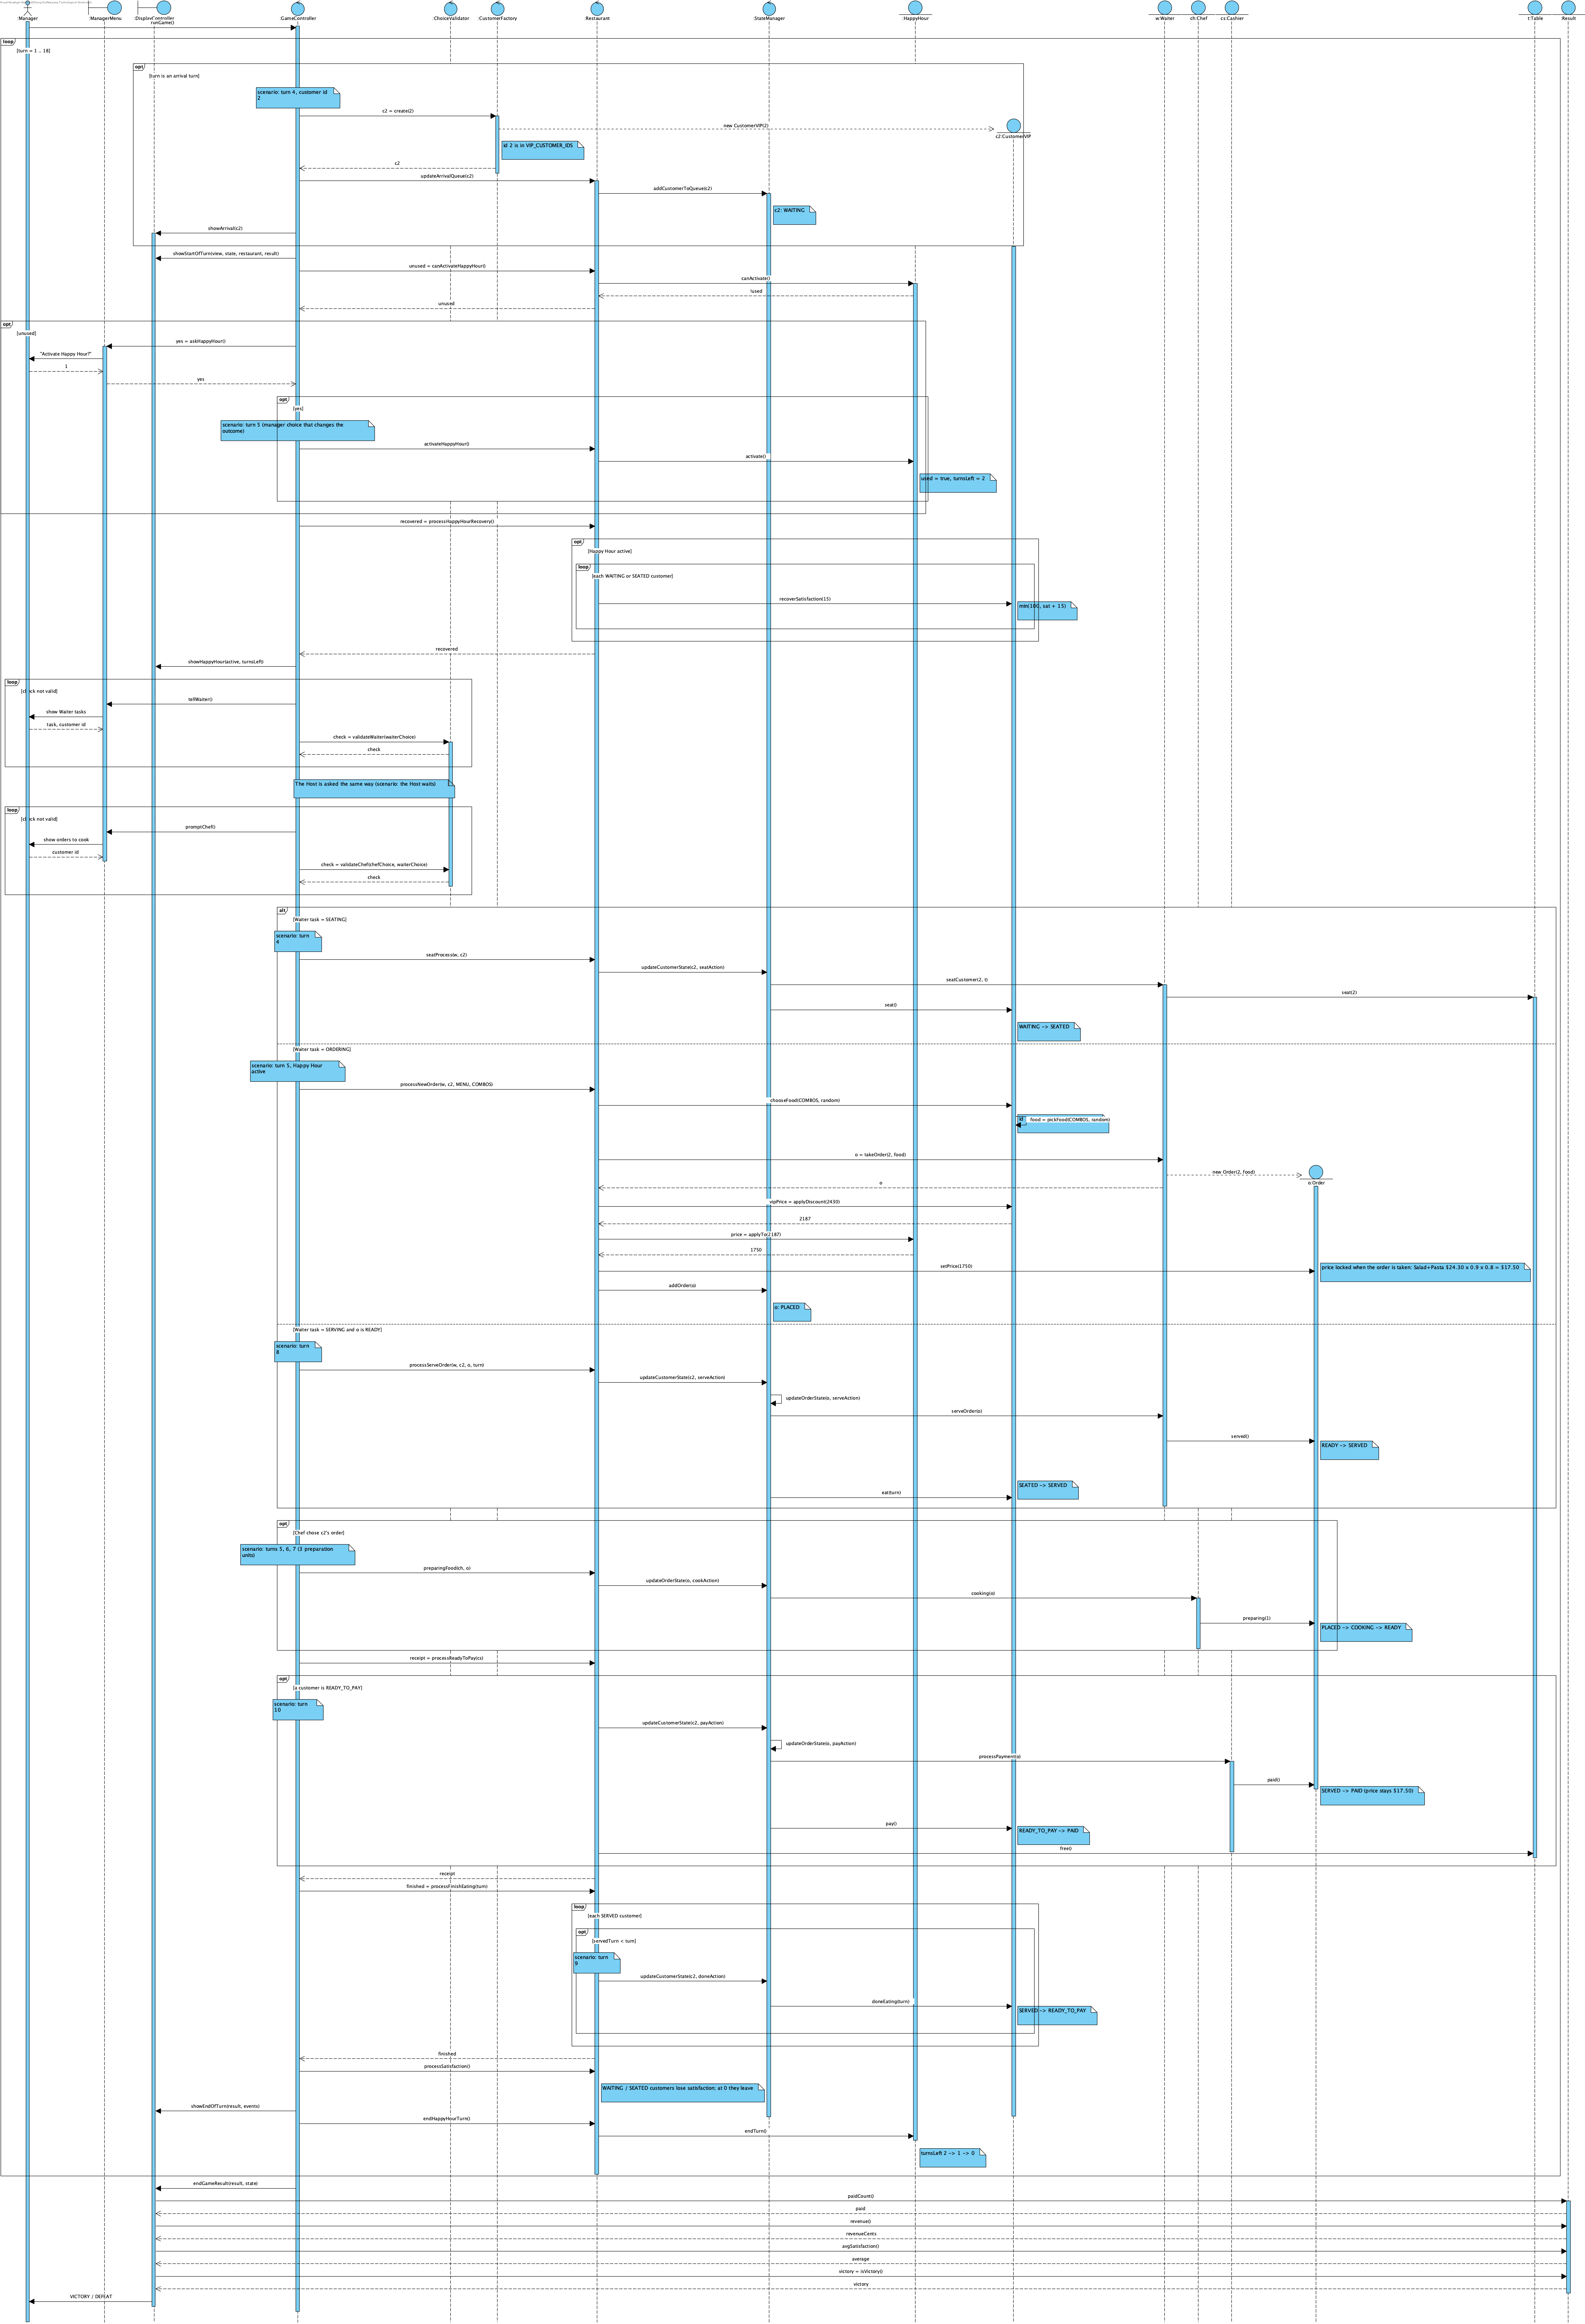 :Manager
:ManagerMenu
:DisplayController
:GameController
:ChoiceValidator
:CustomerFactory
:Restaurant
:StateManager
:HappyHour
w:Waiter
ch:Chef
cs:Cashier
t:Table
:Result
runGame()
loop
[turn = 1 .. 18]
opt
[turn is an arrival turn]
scenario: turn 4, customer id
2
c2 = create(2)
new CustomerVIP(2)
c2:CustomerVIP
id 2 is in VIP_CUSTOMER_IDS
c2
updateArrivalQueue(c2)
addCustomerToQueue(c2)
c2: WAITING
showArrival(c2)
showStartOfTurn(view, state, restaurant, result)
unused = canActivateHappyHour()
canActivate()
!used
unused
opt
[unused]
yes = askHappyHour()
"Activate Happy Hour?"
1
yes
opt
[yes]
scenario: turn 5 (manager choice that changes the
outcome)
activateHappyHour()
activate()
used = true, turnsLeft = 2
recovered = processHappyHourRecovery()
opt
[Happy Hour active]
loop
[each WAITING or SEATED customer]
recoverSatisfaction(15)
min(100, sat + 15)
recovered
showHappyHour(active, turnsLeft)
loop
[check not valid]
tellWaiter()
show Waiter tasks
task, customer id
check = validateWaiter(waiterChoice)
check
The Host is asked the same way (scenario: the Host waits)
loop
[check not valid]
promptChef()
show orders to cook
customer id
check = validateChef(chefChoice, waiterChoice)
check
alt
[Waiter task = SEATING]
scenario: turn
4
seatProcess(w, c2)
updateCustomerState(c2, seatAction)
seatCustomer(2, t)
seat(2)
seat()
WAITING -> SEATED
[Waiter task = ORDERING]
scenario: turn 5, Happy Hour
active
processNewOrder(w, c2, MENU, COMBOS)
chooseFood(COMBOS, random)
food = pickFood(COMBOS, random)
o = takeOrder(2, food)
new Order(2, food)
o:Order
o
vipPrice = applyDiscount(2430)
2187
price = applyTo(2187)
1750
setPrice(1750)
price locked when the order is taken: Salad+Pasta $24.30 x 0.9 x 0.8 = $17.50
addOrder(o)
o: PLACED
[Waiter task = SERVING and o is READY]
scenario: turn
8
processServeOrder(w, c2, o, turn)
updateCustomerState(c2, serveAction)
updateOrderState(o, serveAction)
serveOrder(o)
served()
READY -> SERVED
SEATED -> SERVED
eat(turn)
opt
[Chef chose c2's order]
scenario: turns 5, 6, 7 (3 preparation
units)
preparingFood(ch, o)
updateOrderState(o, cookAction)
cooking(o)
preparing(1)
PLACED -> COOKING -> READY
receipt = processReadyToPay(cs)
opt
[a customer is READY_TO_PAY]
scenario: turn
10
updateCustomerState(c2, payAction)
updateOrderState(o, payAction)
processPayment(o)
paid()
SERVED -> PAID (price stays $17.50)
pay()
READY_TO_PAY -> PAID
free()
receipt
finished = processFinishEating(turn)
loop
[each SERVED customer]
opt
[servedTurn < turn]
scenario: turn
9
updateCustomerState(c2, doneAction)
doneEating(turn)
SERVED -> READY_TO_PAY
finished
processSatisfaction()
WAITING / SEATED customers lose satisfaction; at 0 they leave
showEndOfTurn(result, events)
endHappyHourTurn()
endTurn()
turnsLeft 2 -> 1 -> 0
endGameResult(result, state)
paidCount()
paid
revenue()
revenueCents
avgSatisfaction()
average
victory = isVictory()
victory
VICTORY / DEFEAT